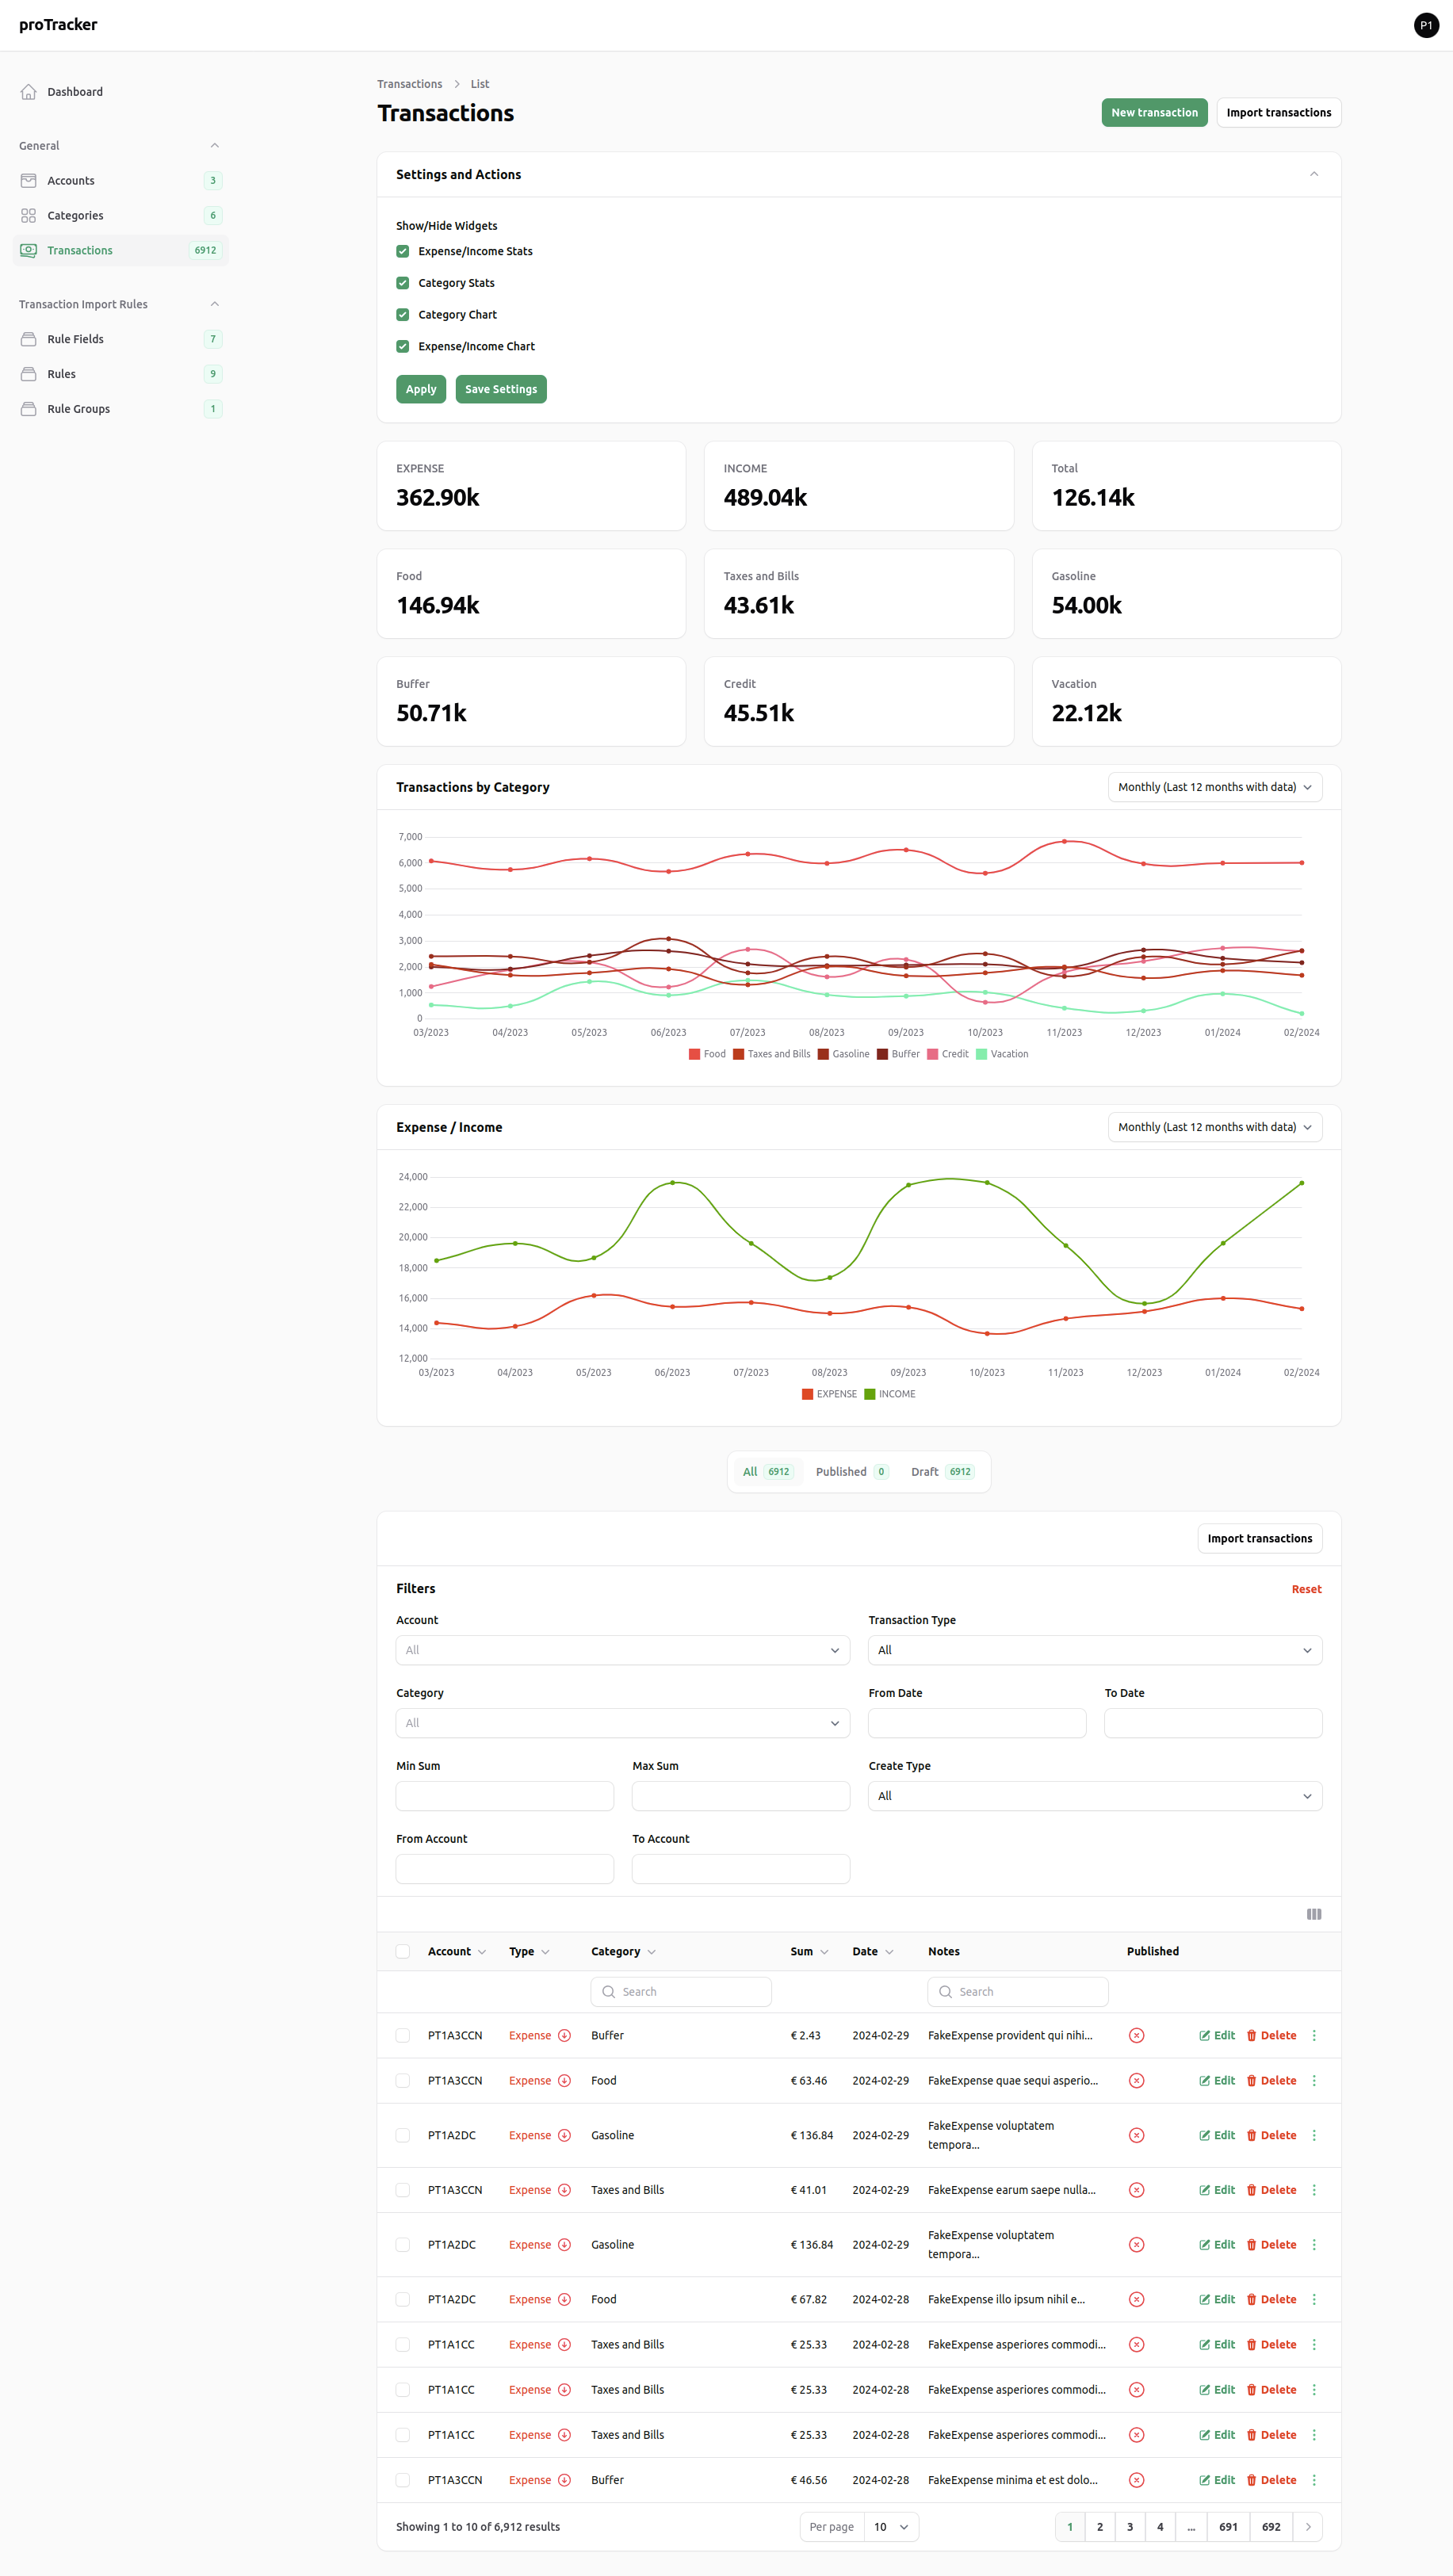 proTracker
P1
Dashboard
General
Accounts 3
Categories 6
Transactions 6912
Transaction Import Rules
Rule Fields 7
Rules 9
Rule Groups 1
Transactions List
Transactions
New transaction Import transactions
Settings and Actions
Show/Hide Widgets
Expense/Income Stats
Category Stats
Category Chart
Expense/Income Chart
Apply Save Settings
EXPENSE INCOME Total
362.90k 489.04k 126.14k
Food Taxes and Bills Gasoline
146.94k 43.61k 54.00k
Buffer Credit Vacation
50.71k 45.51k 22.12k
Transactions by Category Monthly (Last 12 months with data)
7,000
6,000
5,000
4,000
3,000
2,000
1,000
0
03/2023 04/2023 05/2023 06/2023 07/2023 08/2023 09/2023 10/2023 11/2023 12/2023 01/2024 02/2024
Food Taxes and Bills Gasoline Buffer Credit Vacation
Expense / Income Monthly (Last 12 months with data)
24,000
22,000
20,000
18,000
16,000
14,000
12,000
03/2023 04/2023 05/2023 06/2023 07/2023 08/2023 09/2023 10/2023 11/2023 12/2023 01/2024 02/2024
EXPENSE INCOME
All 6912 Published 0 Draft 6912
Import transactions
Filters Reset
Account Transaction Type
All All
Category From Date To Date
All
Min Sum Max Sum Create Type
All
From Account To Account
Account Type Category Sum Date Notes Published
Search Search
PT1A3CCN Expense Buffer € 2.43 2024-02-29 FakeExpense provident qui nihi... Edit Delete
PT1A3CCN Expense Food € 63.46 2024-02-29 FakeExpense quae sequi asperio... Edit Delete
PT1A2DC Expense Gasoline € 136.84 2024-02-29 FakeExpense voluptatem
tempora... Edit Delete
PT1A3CCN Expense Taxes and Bills € 41.01 2024-02-29 FakeExpense earum saepe nulla... Edit Delete
PT1A2DC Expense Gasoline € 136.84 2024-02-29 FakeExpense voluptatem
tempora... Edit Delete
PT1A2DC Expense Food € 67.82 2024-02-28 FakeExpense illo ipsum nihil e... Edit Delete
PT1A1CC Expense Taxes and Bills € 25.33 2024-02-28 FakeExpense asperiores commodi... Edit Delete
PT1A1CC Expense Taxes and Bills € 25.33 2024-02-28 FakeExpense asperiores commodi... Edit Delete
PT1A1CC Expense Taxes and Bills € 25.33 2024-02-28 FakeExpense asperiores commodi... Edit Delete
PT1A3CCN Expense Buffer € 46.56 2024-02-28 FakeExpense minima et est dolo... Edit Delete
Showing 1 to 10 of 6,912 results Per page 10 1 2 3 4 ... 691 692